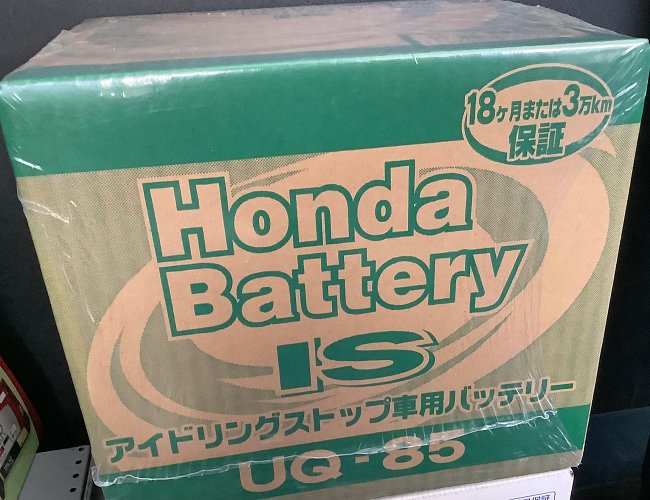 18ヶ月または3万km
保証
Honda
Battery
IS
アイドリングストップ車用バッテリー
UQ-85